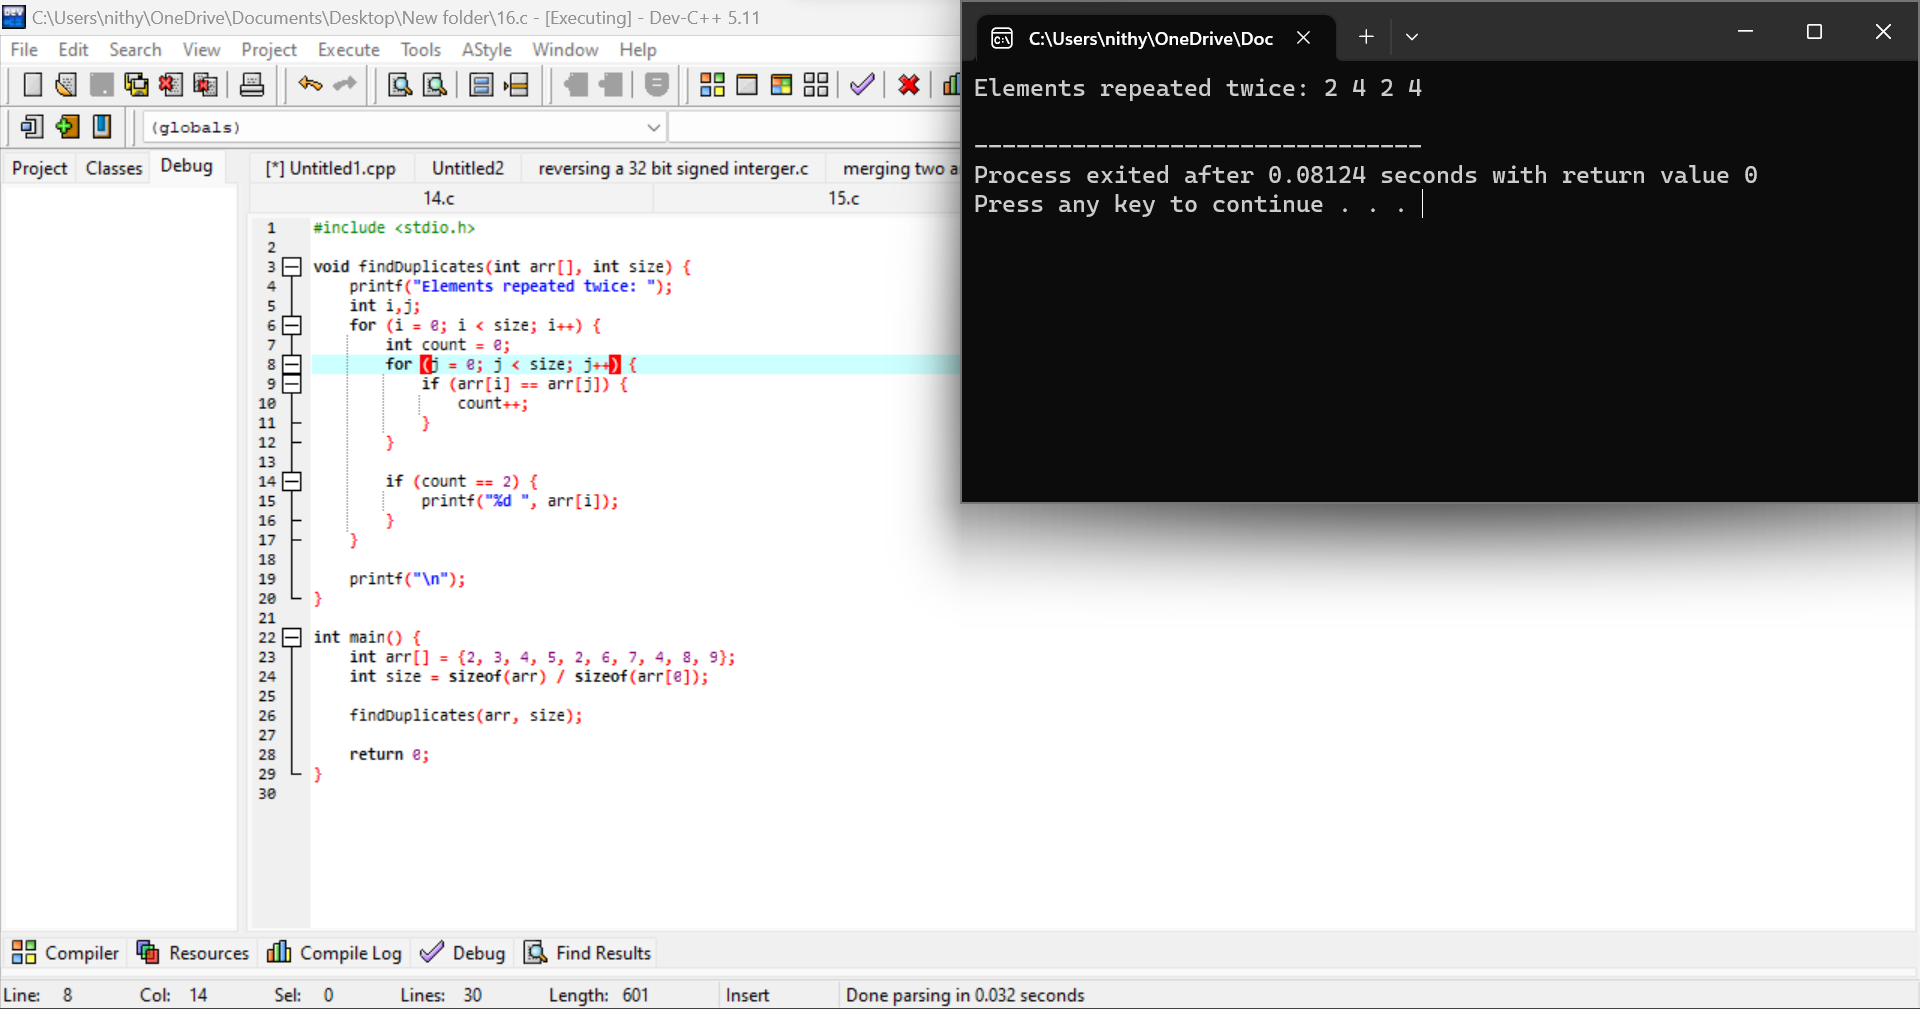 C:\Users\nithy\OneDrive\Documents\Desktop\New folder\16.c - [Executing] - Dev-C++ 5.11
File Edit Search View Project Execute Tools AStyle Window Help
(globals)
Project Classes Debug
[*] Untitled1.cpp Untitled2 reversing a 32 bit signed interger.c merging two
14.c 15.c
1 #include <stdio.h>
2
3 void findDuplicates(int arr[], int size) {
4 printf("Elements repeated twice: ");
5 int i,j;
6 for (i = 0; i < size; i++) {
7 int count = 0;
8 for (j = 0; j < size; j++) {
9 if (arr[i] == arr[j]) {
10 count++;
11 }
12 }
13
14 if (count == 2) {
15 printf("%d ", arr[i]);
16 }
17 }
18
19 printf("\n");
20 }
21
22 int main() {
23 int arr[] = {2, 3, 4, 5, 2, 6, 7, 4, 8, 9};
24 int size = sizeof(arr) / sizeof(arr[0]);
25
26 findDuplicates(arr, size);
27
28 return 0;
29 }
30
C:\Users\nithy\OneDrive\Doc
Elements repeated twice: 2 4 2 4
--------------------------------
Process exited after 0.08124 seconds with return value 0
Press any key to continue . . .
Compiler Resources Compile Log Debug Find Results
Line: 8 Col: 14 Sel: 0 Lines: 30 Length: 601 Insert Done parsing in 0.032 seconds